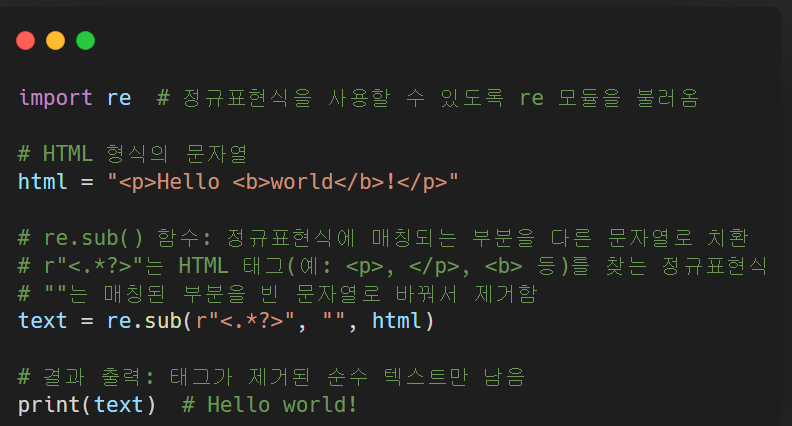 import re  # 정규표현식을 사용할 수 있도록 re 모듈을 불러옴
# HTML 형식의 문자열
html = "<p>Hello <b>world</b>!</p>"
# re.sub() 함수: 정규표현식에 매칭되는 부분을 다른 문자열로 치환
# r"<.*?>"는 HTML 태그(예: <p>, </p>, <b> 등)를 찾는 정규표현식
# ""는 매칭된 부분을 빈 문자열로 바꿔서 제거함
text = re.sub(r"<.*?>", "", html)
# 결과 출력: 태그가 제거된 순수 텍스트만 남음
print(text)  # Hello world!